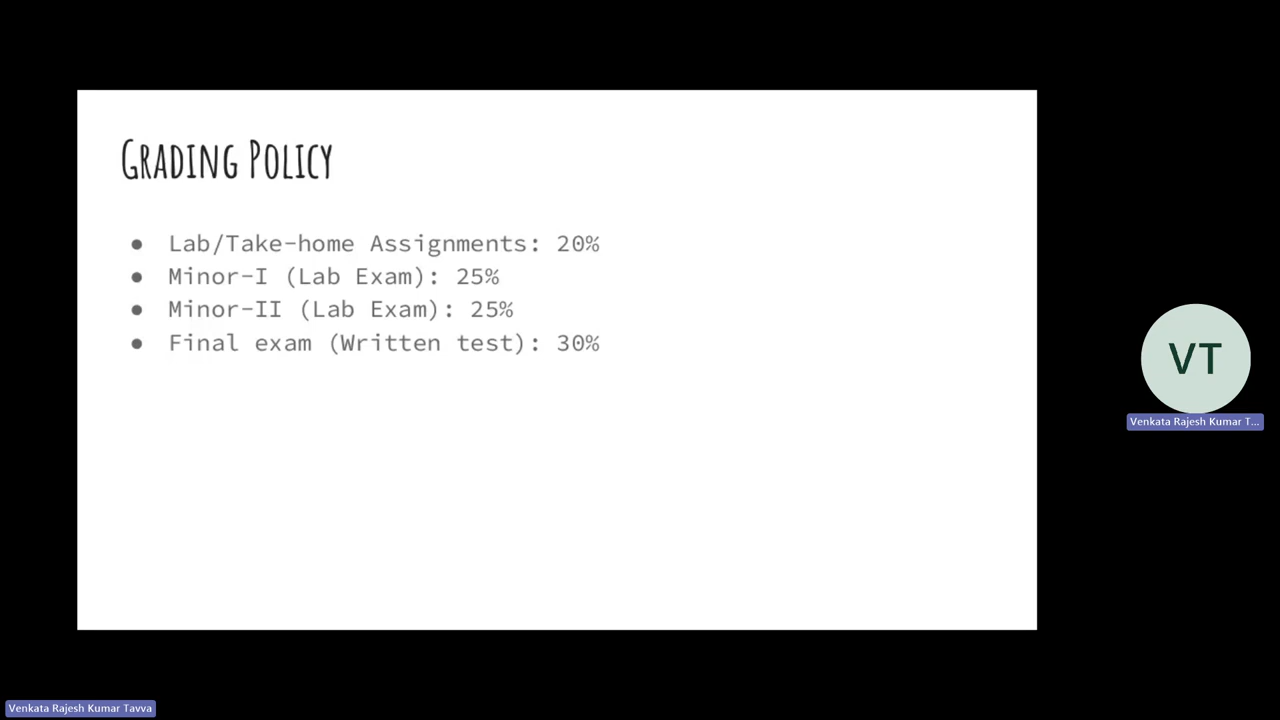 Grading Policy
● Lab/Take-home Assignments: 20%
● Minor-I (Lab Exam): 25%
● Minor-II (Lab Exam): 25%
● Final exam (Written test): 30%
VT
Venkata Rajesh Kumar T...
Venkata Rajesh Kumar Tavva